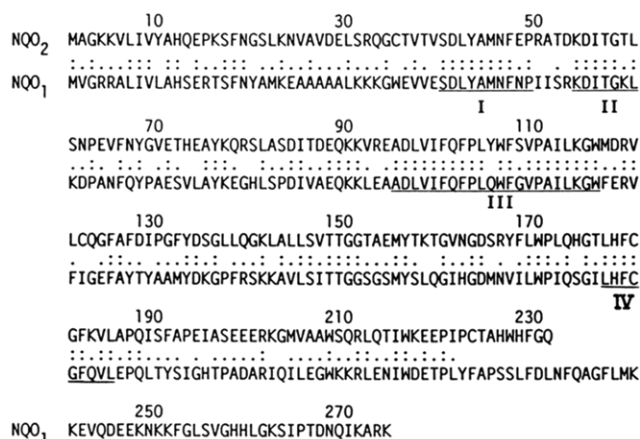 10 30 50
NQO2 MAGKKVLIVYAHQEPKSFNGSLKNVAVDELSRQGCTVTVSDLYAMNFEPRATDKDITGTL
:.::.:::.::...:::: .. .:.. :...:. :::::::::.: ...:::::.:
NQO1 MVGRRALIVLAHSERTSFNYAMKEAAAAALKKKGWEVVESDLYAMNFNPIISRKDITGKL
I II
70 90 110
SNPEVFNYGVETHEAYKQRSLASDITDEQKKVREADLVIFQFPLYWFSVPAILKGWMDRV
KDPANFQYPAESVLAYKEGHLSPDIVAEQKKLEAADLVIFQFPLQWFGVPAILKGWFERV
III
130 150 170
LCQGFAFDIPGFYDSGLLQGKLALLSVTTGGTAEMYTKTGVNGDSRYFLWPLQHGTLHFC
FIGEFAYTYAAMYDKGPFRSKKAVLSITTGGSGSMYSLQGIHGDMNVILWPIQSGILHFC
IV
190 210 230
GFKVLAPQISFAPEIASEEERKGMVAAWSQRLQTIWKEEPIPCTAHWHFGQ
GFQVLEPQLTYSIGHTPADARIQILEGWKKRLENIWDETPLYFAPSSLFDLNFQAGFLMK
250 270
NQO1 KEVQDEEKNKKFGLSVGHHLGKSIPTDNQIKARK